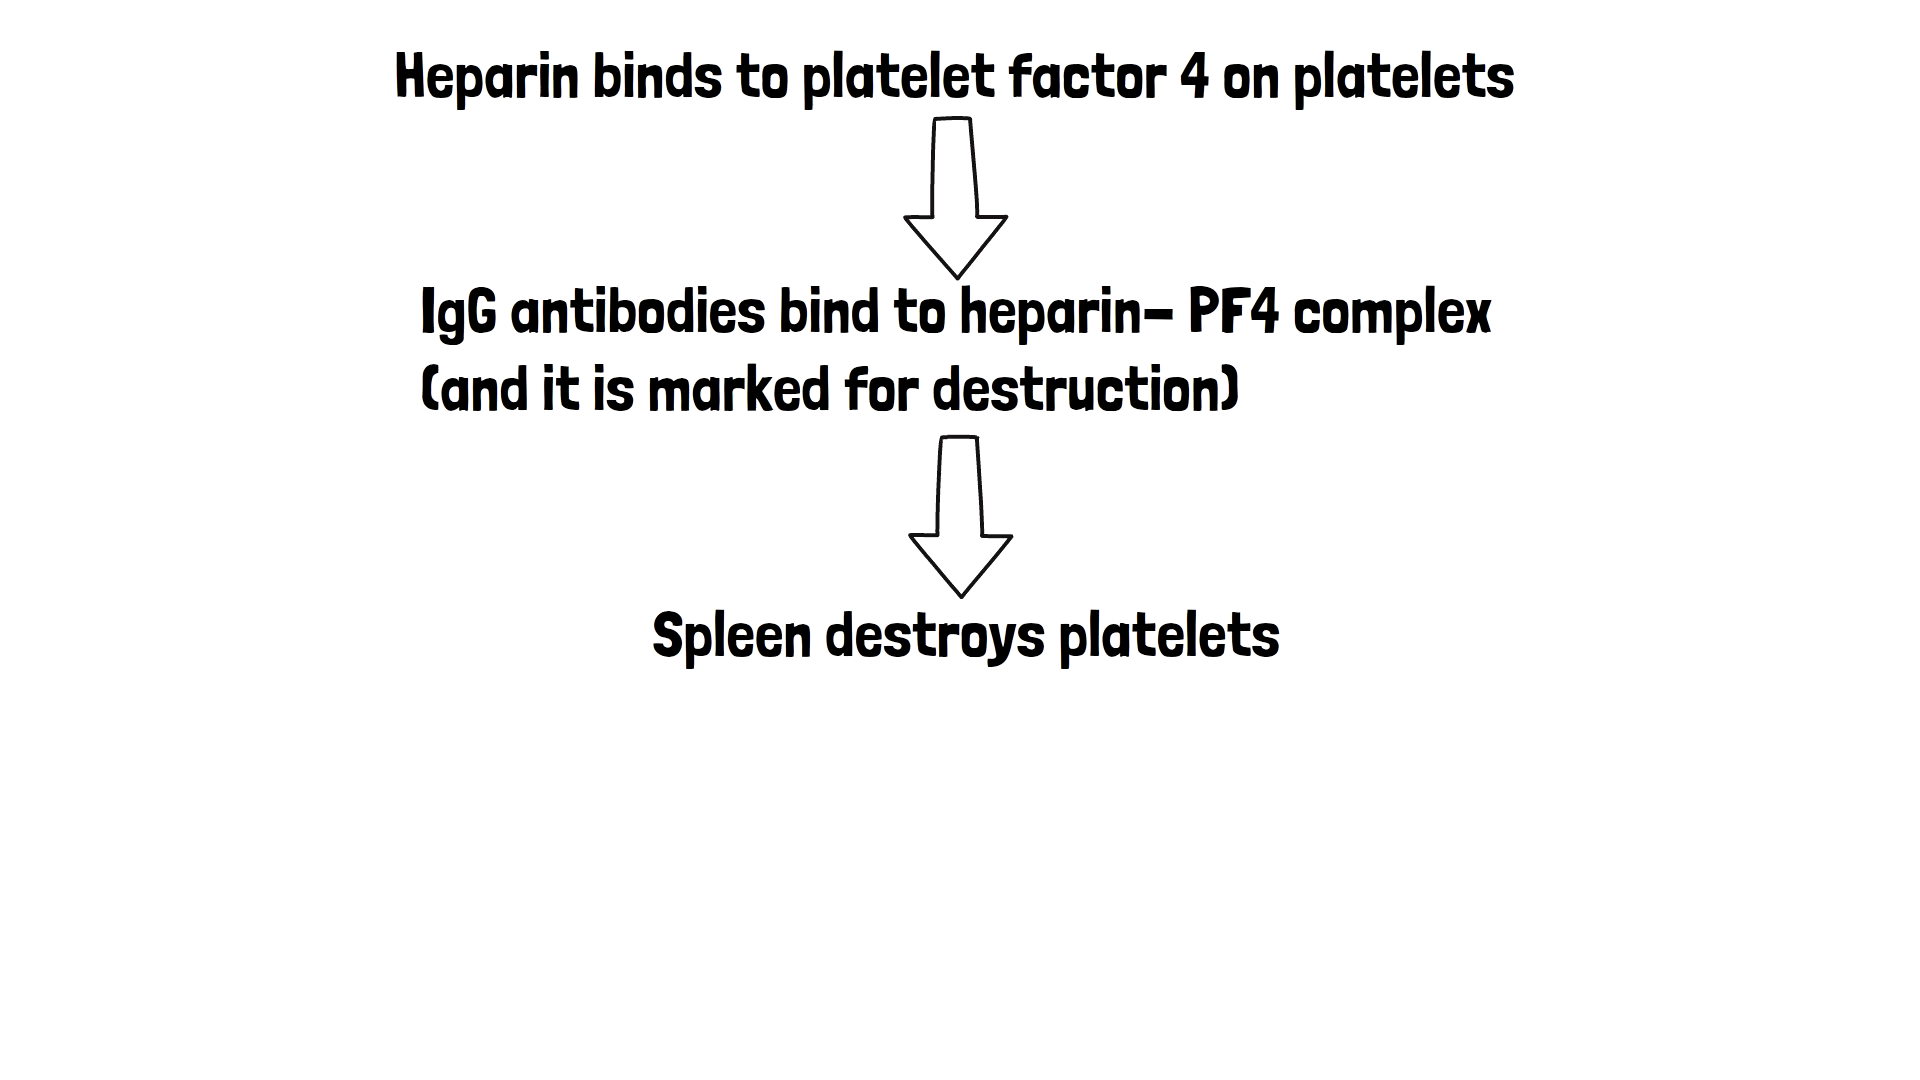 Heparin binds to platelet factor 4 on platelets
IgG antibodies bind to heparin- PF4 complex
(and it is marked for destruction)
Spleen destroys platelets